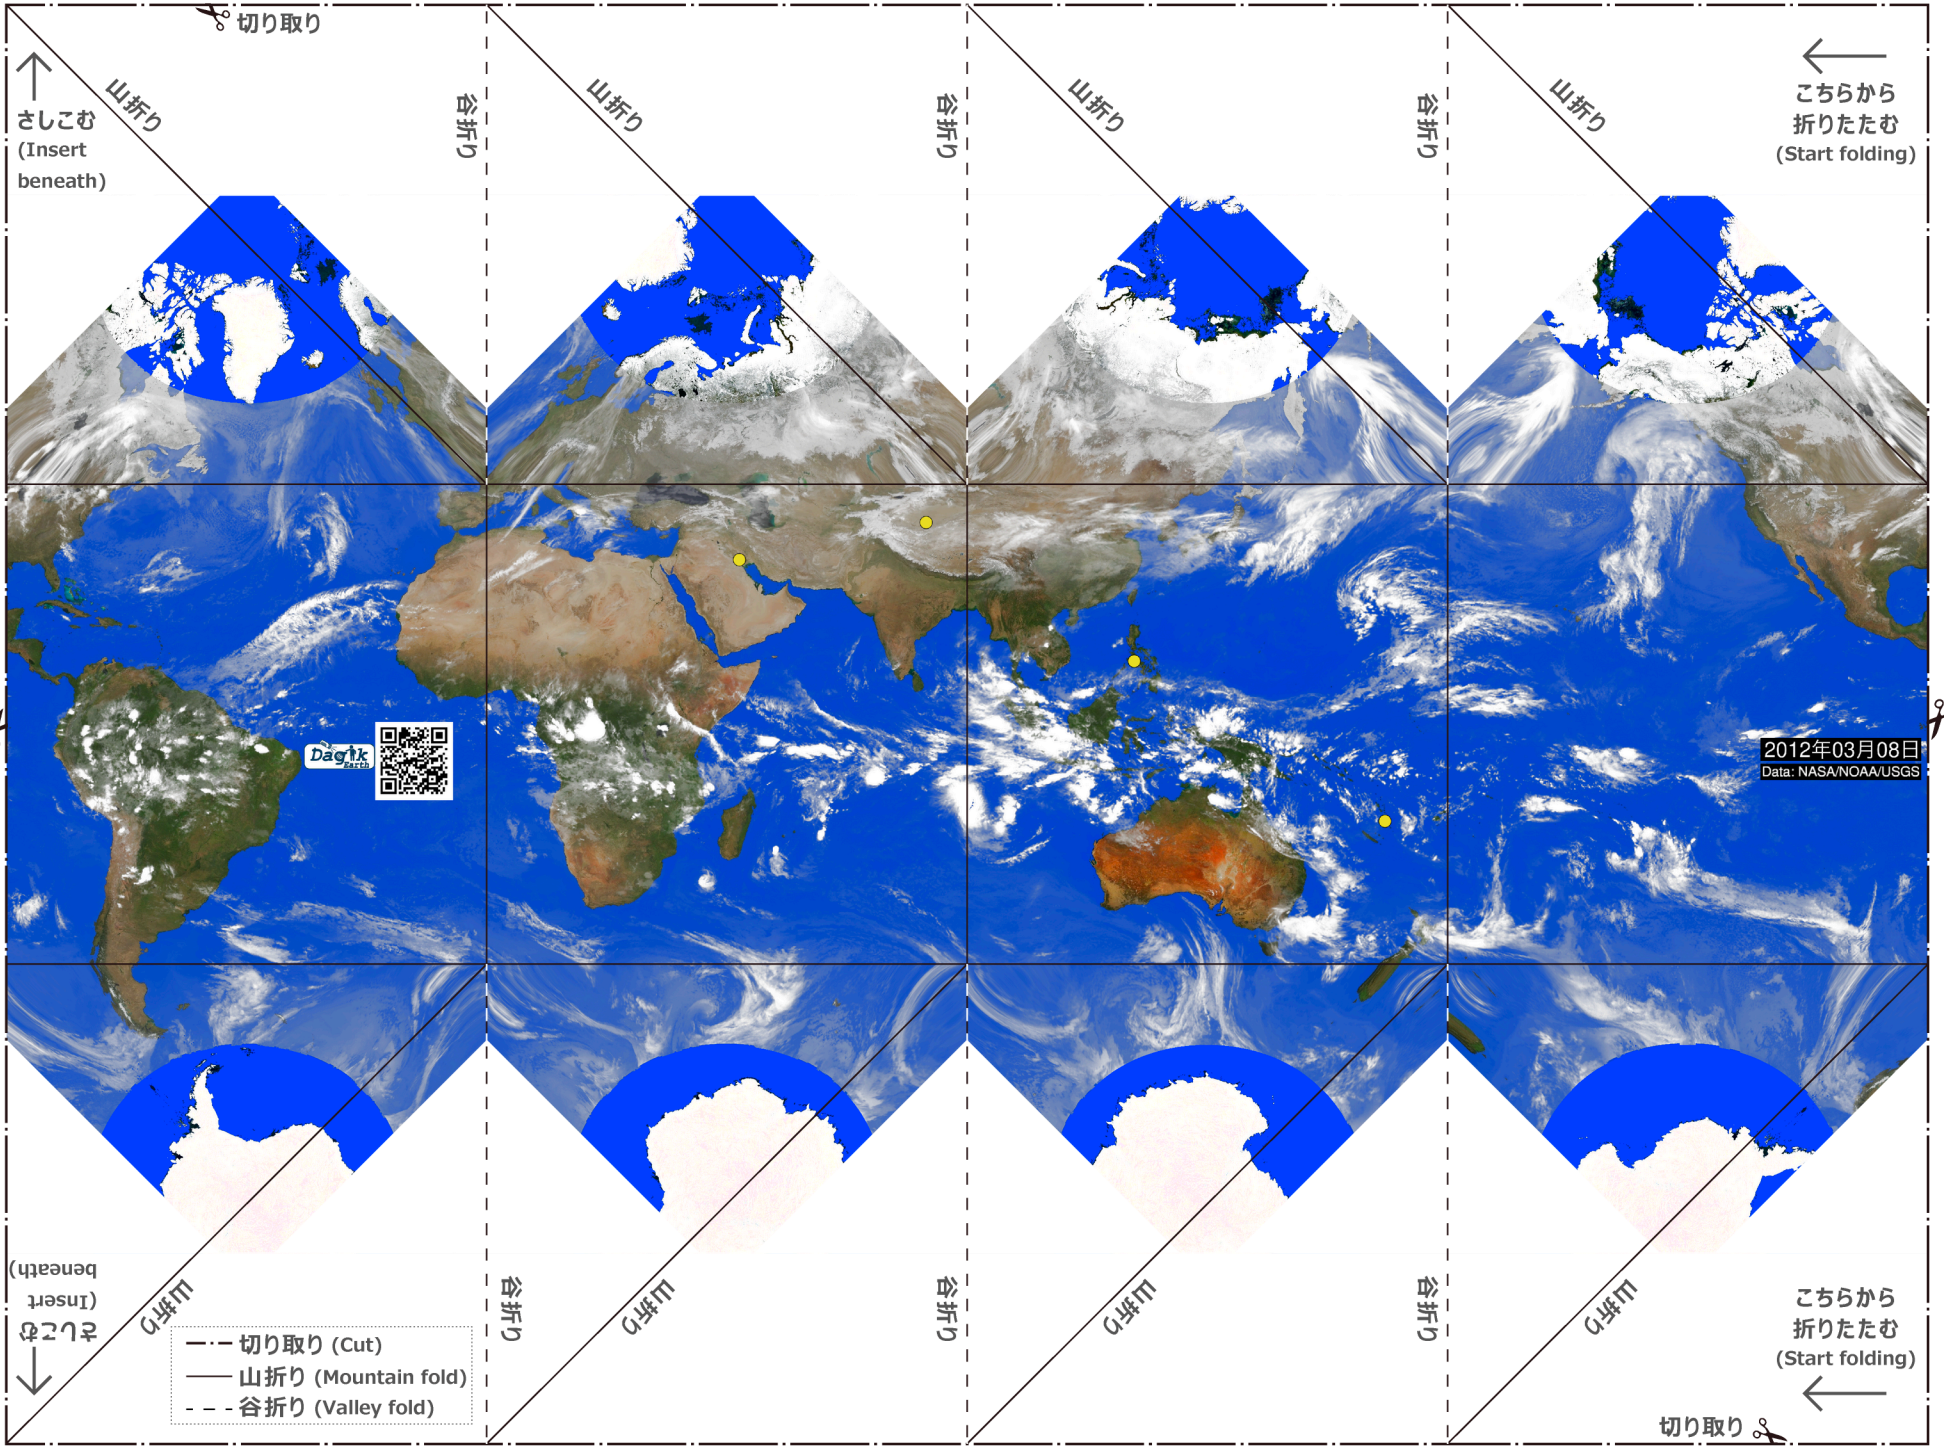 切り取り
山折り
谷折り
山折り
谷折り
山折り
谷折り
山折り
さしこむ
(Insert
beneath)
こちらから
折りたたむ
(Start folding)
Dagik
Earth
2012年03月08日
Data: NASA/NOAA/USGS
さしこむ
(Insert
beneath)
山折り
谷折り
山折り
谷折り
山折り
谷折り
山折り
こちらから
折りたたむ
(Start folding)
切り取り (Cut)
山折り (Mountain fold)
谷折り (Valley fold)
切り取り